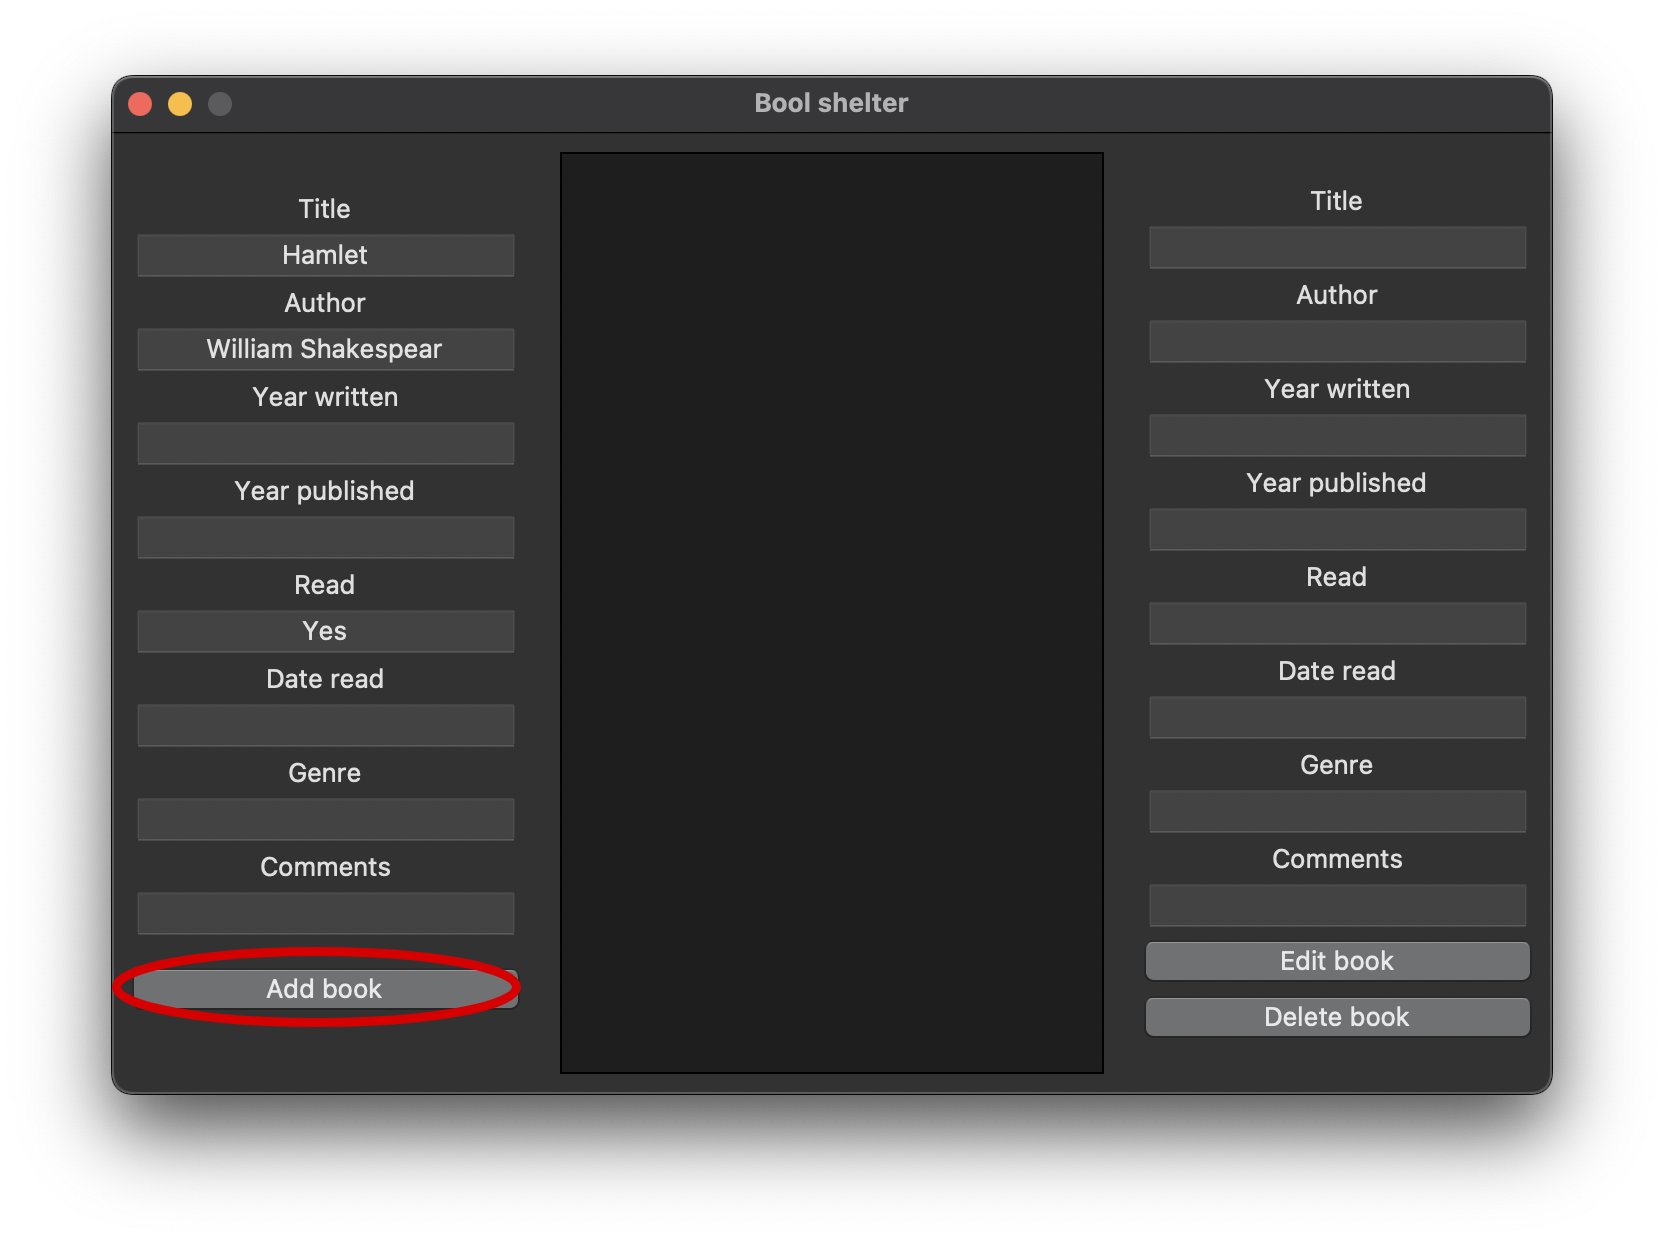 Bool shelter
Title
Hamlet
Author
William Shakespear
Year written
Year published
Read
Yes
Date read
Genre
Comments
Add book
Title
Author
Year written
Year published
Read
Date read
Genre
Comments
Edit book
Delete book